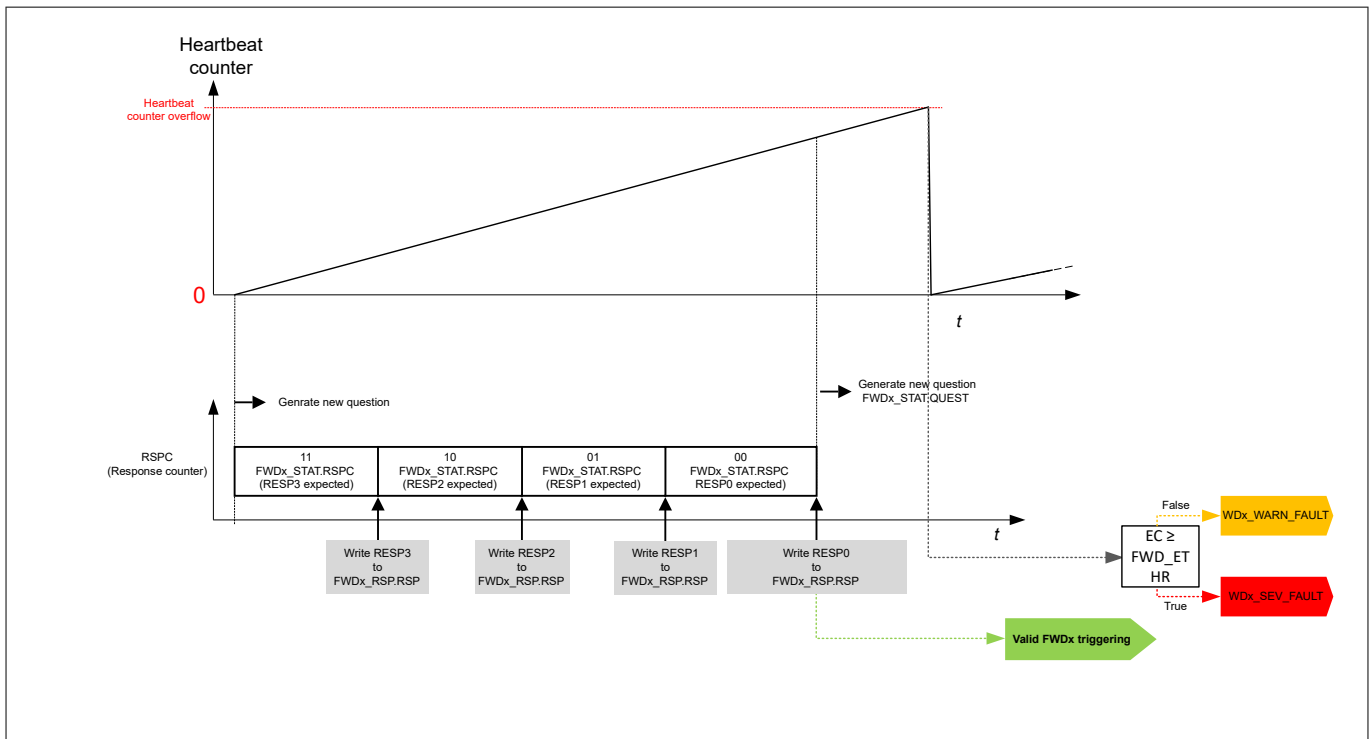 Heartbeat
counter
Heartbeat
counter overflow
0
t
Genrate new question
Generate new question
FWDx_STAT.QUEST
RSPC
(Response counter)
11
FWDx_STAT.RSPC
(RESP3 expected)
10
FWDx_STAT.RSPC
(RESP2 expected)
01
FWDx_STAT.RSPC
(RESP1 expected)
00
FWDx_STAT.RSPC
RESP0 expected)
t
Write RESP3
to
FWDx_RSP.RSP
Write RESP2
to
FWDx_RSP.RSP
Write RESP1
to
FWDx_RSP.RSP
Write RESP0
to
FWDx_RSP.RSP
False
WDx_WARN_FAULT
EC ≥
FWD_ET
HR
True
WDx_SEV_FAULT
Valid FWDx triggering